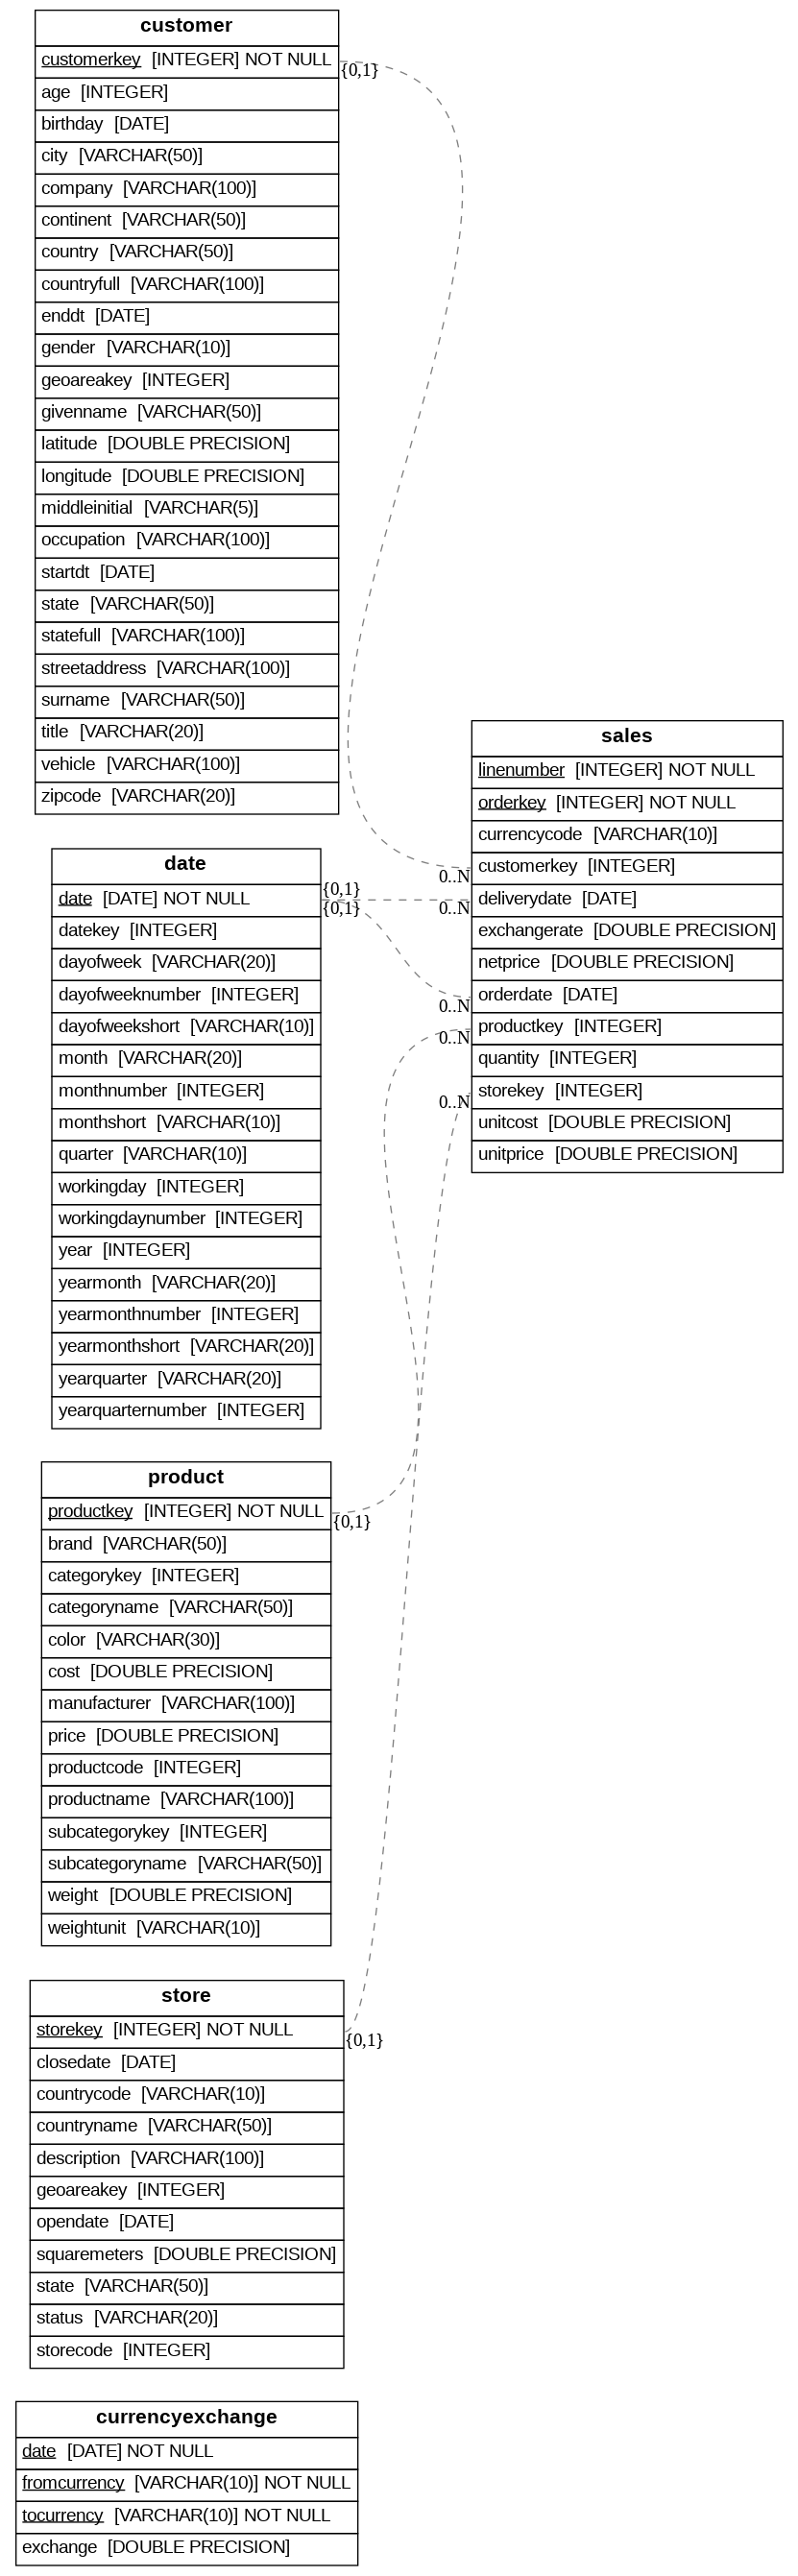 customer
customerkey [INTEGER] NOT NULL
{0,1}
age [INTEGER]
birthday [DATE]
city [VARCHAR(50)]
company [VARCHAR(100)]
continent [VARCHAR(50)]
country [VARCHAR(50)]
countryfull [VARCHAR(100)]
enddt [DATE]
gender [VARCHAR(10)]
geoareakey [INTEGER]
givenname [VARCHAR(50)]
latitude [DOUBLE PRECISION]
longitude [DOUBLE PRECISION]
middleinitial [VARCHAR(5)]
occupation [VARCHAR(100)]
startdt [DATE]
state [VARCHAR(50)]
statefull [VARCHAR(100)]
streetaddress [VARCHAR(100)]
surname [VARCHAR(50)]
title [VARCHAR(20)]
vehicle [VARCHAR(100)]
zipcode [VARCHAR(20)]
sales
linenumber [INTEGER] NOT NULL
orderkey [INTEGER] NOT NULL
currencycode [VARCHAR(10)]
customerkey [INTEGER]
0..N
deliverydate [DATE]
0..N
exchangerate [DOUBLE PRECISION]
netprice [DOUBLE PRECISION]
orderdate [DATE]
0..N
productkey [INTEGER]
0..N
quantity [INTEGER]
storekey [INTEGER]
0..N
unitcost [DOUBLE PRECISION]
unitprice [DOUBLE PRECISION]
date
date [DATE] NOT NULL
{0,1}
{0,1}
datekey [INTEGER]
dayofweek [VARCHAR(20)]
dayofweeknumber [INTEGER]
dayofweekshort [VARCHAR(10)]
month [VARCHAR(20)]
monthnumber [INTEGER]
monthshort [VARCHAR(10)]
quarter [VARCHAR(10)]
workingday [INTEGER]
workingdaynumber [INTEGER]
year [INTEGER]
yearmonth [VARCHAR(20)]
yearmonthnumber [INTEGER]
yearmonthshort [VARCHAR(20)]
yearquarter [VARCHAR(20)]
yearquarternumber [INTEGER]
product
productkey [INTEGER] NOT NULL
{0,1}
brand [VARCHAR(50)]
categorykey [INTEGER]
categoryname [VARCHAR(50)]
color [VARCHAR(30)]
cost [DOUBLE PRECISION]
manufacturer [VARCHAR(100)]
price [DOUBLE PRECISION]
productcode [INTEGER]
productname [VARCHAR(100)]
subcategorykey [INTEGER]
subcategoryname [VARCHAR(50)]
weight [DOUBLE PRECISION]
weightunit [VARCHAR(10)]
store
storekey [INTEGER] NOT NULL
{0,1}
closedate [DATE]
countrycode [VARCHAR(10)]
countryname [VARCHAR(50)]
description [VARCHAR(100)]
geoareakey [INTEGER]
opendate [DATE]
squaremeters [DOUBLE PRECISION]
state [VARCHAR(50)]
status [VARCHAR(20)]
storecode [INTEGER]
currencyexchange
date [DATE] NOT NULL
fromcurrency [VARCHAR(10)] NOT NULL
tocurrency [VARCHAR(10)] NOT NULL
exchange [DOUBLE PRECISION]